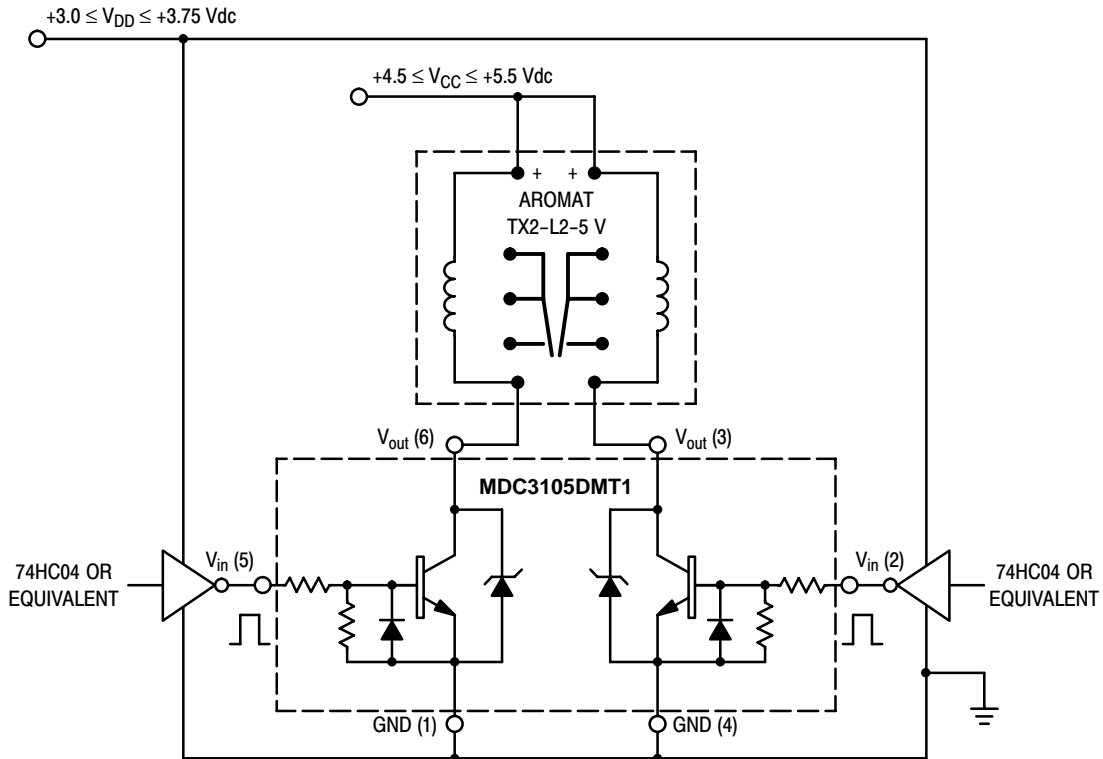 +3.0 ≤ VDD ≤ +3.75 Vdc
+4.5 ≤ VCC ≤ +5.5 Vdc
+ +
AROMAT
TX2–L2–5 V
Vout (6)
Vout (3)
MDC3105DMT1
74HC04 OR
EQUIVALENT
Vin (5)
Vin (2)
74HC04 OR
EQUIVALENT
GND (1)
GND (4)